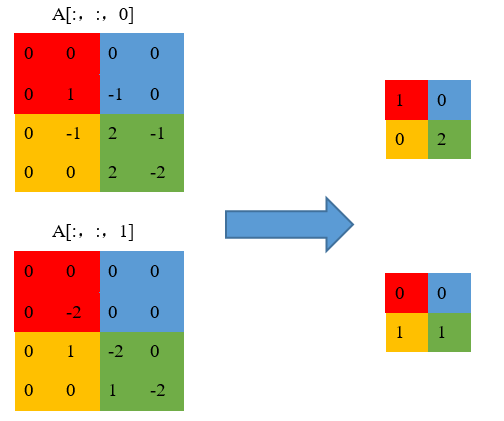 A[:，:，0]
0 0 0 0
0 1 -1 0
0 -1 2 -1
0 0 2 -2
1 0
0 2
A[:，:，1]
0 0 0 0
0 -2 0 0
0 1 -2 0
0 0 1 -2
0 0
1 1